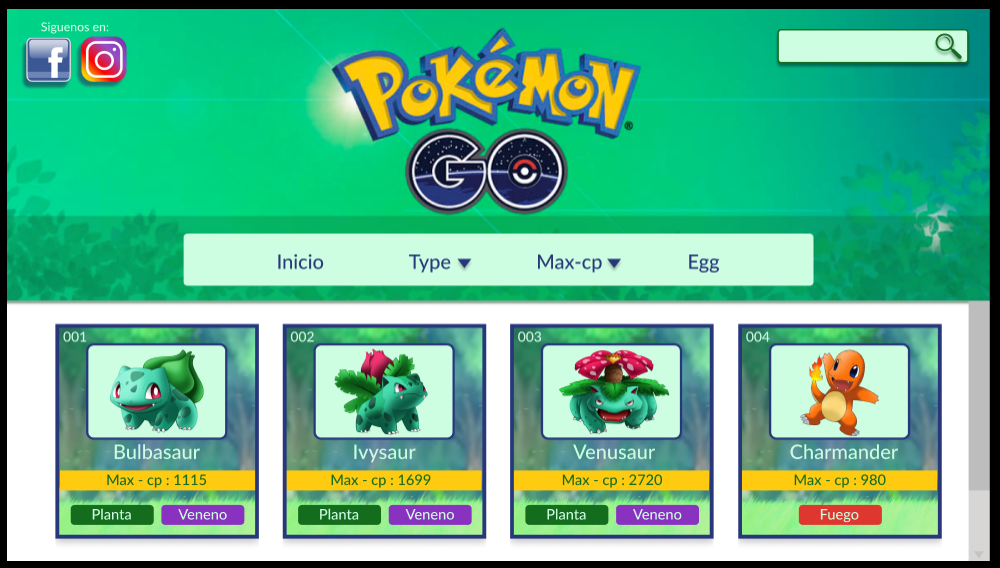 Siguenos en:
POKÉMON
GO
Inicio Type Max-cp Egg
001
Bulbasaur
Max - cp : 1115
Planta Veneno
002
Ivysaur
Max - cp : 1699
Planta Veneno
003
Venusaur
Max - cp : 2720
Planta Veneno
004
Charmander
Max - cp : 980
Fuego